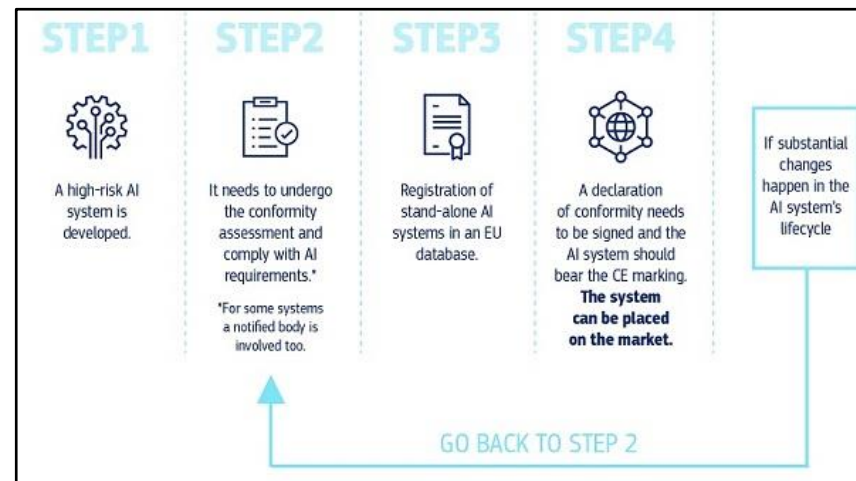 STEP1
A high-risk AI
system is
developed.
STEP2
It needs to undergo
the conformity
assessment and
comply with AI
requirements.*
*For some systems
a notified body is
involved too.
STEP3
Registration of
stand-alone AI
systems in an EU
database.
STEP4
A declaration
of conformity needs
to be signed and the
AI system should
bear the CE marking.
The system
can be placed
on the market.
If substantial
changes
happen in the
AI system's
lifecycle
GO BACK TO STEP 2